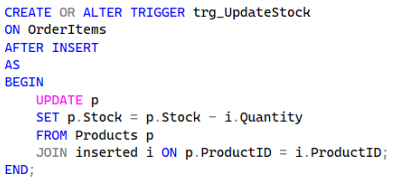 CREATE OR ALTER TRIGGER trg_UpdateStock
ON OrderItems
AFTER INSERT
AS
BEGIN
    UPDATE p
    SET p.Stock = p.Stock - i.Quantity
    FROM Products p
    JOIN inserted i ON p.ProductID = i.ProductID;
END;